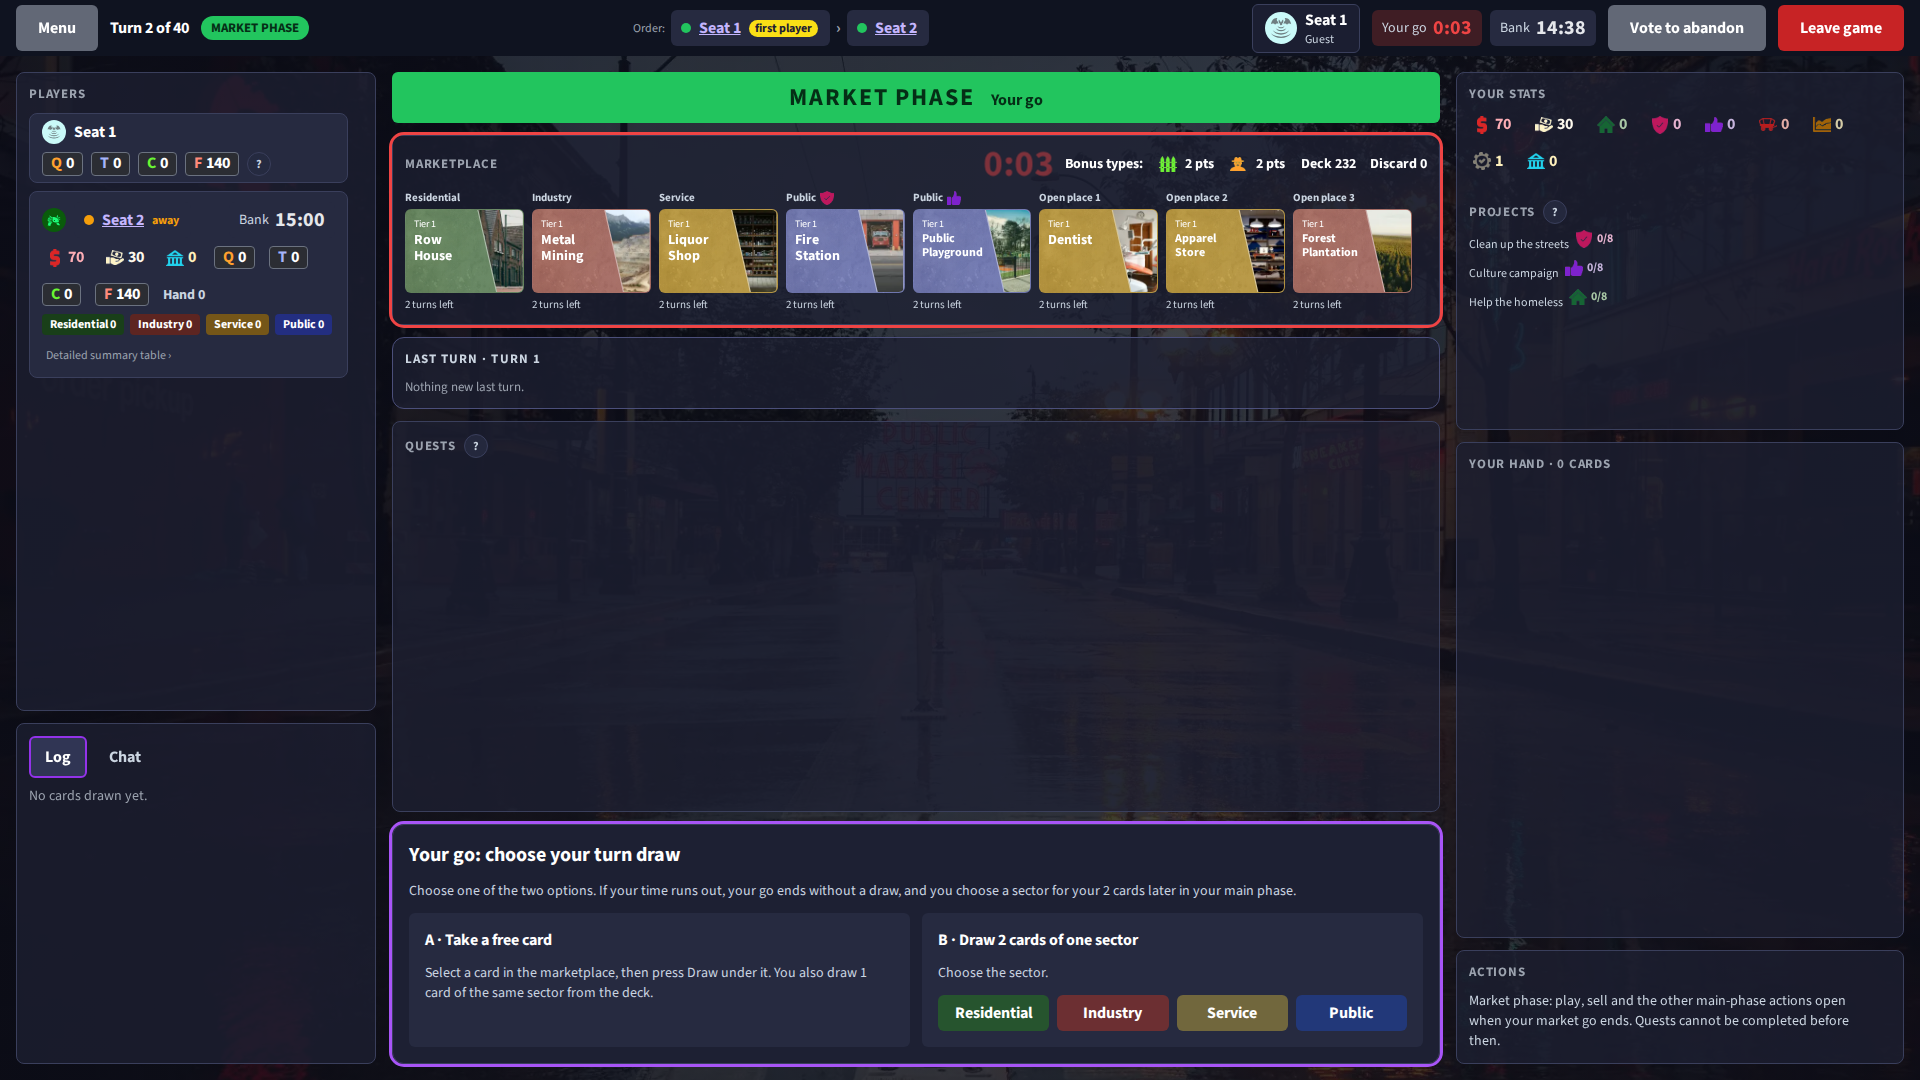 Menu
Turn 2 of 40
MARKET PHASE
Order:
Seat 1
first player
›
Seat 2
Seat 1
Guest
Your go 0:03
Bank 14:38
Vote to abandon
Leave game
PLAYERS
Seat 1
Q 0
T 0
C 0
F 140
?
Seat 2
away
Bank 15:00
$ 70
30
0
Q 0
T 0
C 0
F 140
Hand 0
Residential 0
Industry 0
Service 0
Public 0
Detailed summary table ›
Log
Chat
No cards drawn yet.
MARKET PHASE Your go
MARKETPLACE
0:03
Bonus types:
2 pts
2 pts
Deck 232
Discard 0
Residential
Tier 1
Row
House
2 turns left
Industry
Tier 1
Metal
Mining
2 turns left
Service
Tier 1
Liquor
Shop
2 turns left
Public
Tier 1
Fire
Station
2 turns left
Public
Tier 1
Public
Playground
2 turns left
Open place 1
Tier 1
Dentist
2 turns left
Open place 2
Tier 1
Apparel
Store
2 turns left
Open place 3
Tier 1
Forest
Plantation
2 turns left
LAST TURN · TURN 1
Nothing new last turn.
QUESTS
?
Your go: choose your turn draw
Choose one of the two options. If your time runs out, your go ends without a draw, and you choose a sector for your 2 cards later in your main phase.
A · Take a free card
Select a card in the marketplace, then press Draw under it. You also draw 1
card of the same sector from the deck.
B · Draw 2 cards of one sector
Choose the sector.
Residential
Industry
Service
Public
YOUR STATS
$ 70
30
0
0
0
0
0
1
0
PROJECTS
?
Clean up the streets 0/8
Culture campaign 0/8
Help the homeless 0/8
YOUR HAND · 0 CARDS
ACTIONS
Market phase: play, sell and the other main-phase actions open
when your market go ends. Quests cannot be completed before
then.